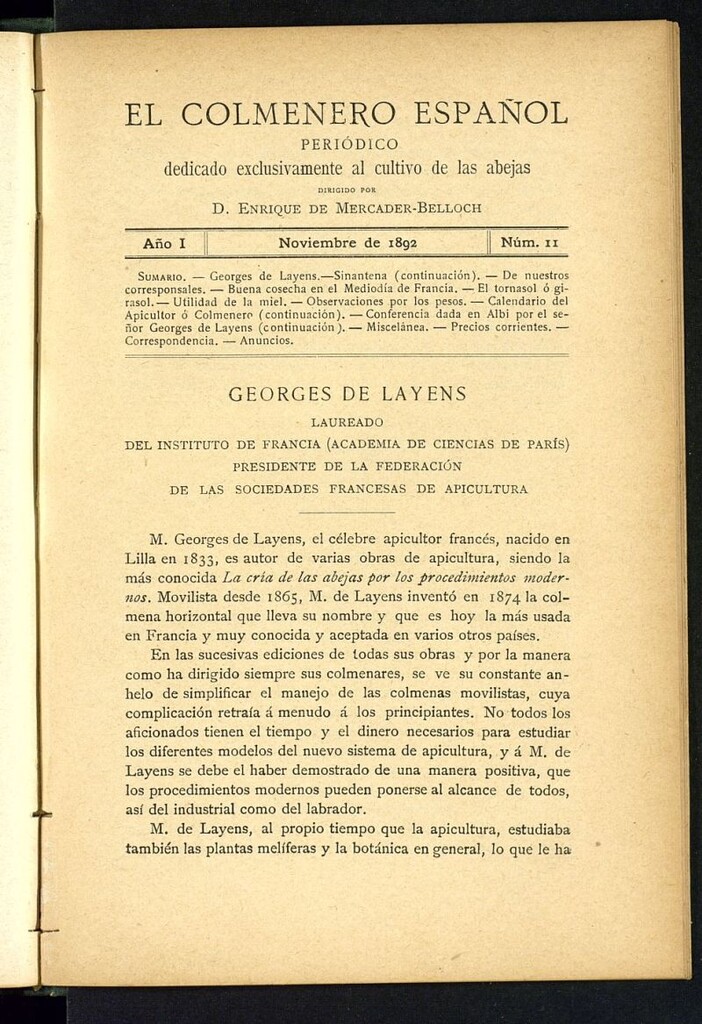 EL COLMENERO ESPAÑOL
PERIÓDICO
dedicado exclusivamente al cultivo de las abejas
DIRIGIDO POR
D. ENRIQUE DE MERCADER-BELLOCH
Año I Noviembre de 1892 Núm. 11
SUMARIO. — Georges de Layens.—Sinantena (continuación). — De nuestros
corresponsales. — Buena cosecha en el Mediodía de Francia. — El tornasol ó gi-
rasol. — Utilidad de la miel. — Observaciones por los pesos. — Calendario del
Apicultor ó Colmenero (continuación). — Conferencia dada en Albi por el se-
ñor Georges de Layens (continuación). — Miscelánea. — Precios corrientes. —
Correspondencia. — Anuncios.
GEORGES DE LAYENS
LAUREADO
DEL INSTITUTO DE FRANCIA (ACADEMIA DE CIENCIAS DE PARÍS)
PRESIDENTE DE LA FEDERACIÓN
DE LAS SOCIEDADES FRANCESAS DE APICULTURA
M. Georges de Layens, el célebre apicultor francés, nacido en
Lilla en 1833, es autor de varias obras de apicultura, siendo la
más conocida La cría de las abejas por los procedimientos moder-
nos. Movilista desde 1865, M. de Layens inventó en 1874 la col-
mena horizontal que lleva su nombre y que es hoy la más usada
en Francia y muy conocida y aceptada en varios otros países.
En las sucesivas ediciones de todas sus obras y por la manera
como ha dirigido siempre sus colmenares, se ve su constante an-
helo de simplificar el manejo de las colmenas movilistas, cuya
complicación retraía á menudo á los principiantes. No todos los
aficionados tienen el tiempo y el dinero necesarios para estudiar
los diferentes modelos del nuevo sistema de apicultura, y á M. de
Layens se debe el haber demostrado de una manera positiva, que
los procedimientos modernos pueden ponerse al alcance de todos,
así del industrial como del labrador.
M. de Layens, al propio tiempo que la apicultura, estudiaba
también las plantas melíferas y la botánica en general, lo que le ha